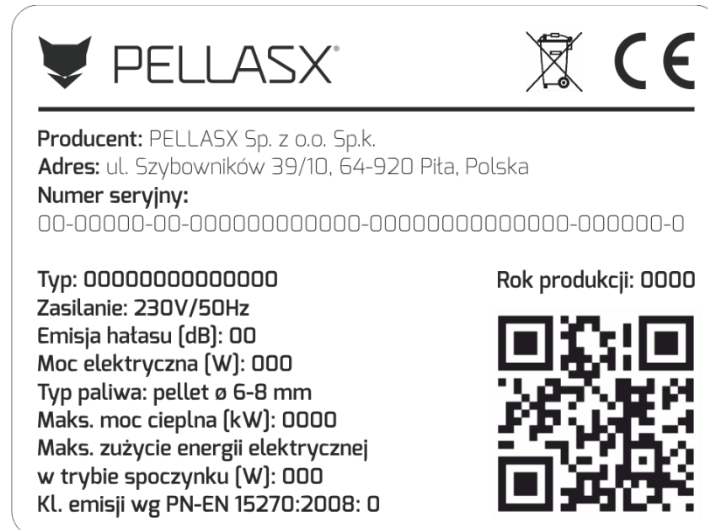 PELLASX®
CE
Producent: PELLASX Sp. z o.o. Sp.k.
Adres: ul. Szybowników 39/10, 64-920 Piła, Polska
Numer seryjny:
00-00000-00-000000000000-00000000000000-000000-0
Typ: 00000000000000
Rok produkcji: 0000
Zasilanie: 230V/50Hz
Emisja hałasu [dB]: 00
Moc elektryczna [W]: 000
Typ paliwa: pellet ø 6-8 mm
Maks. moc cieplna [kW]: 0000
Maks. zużycie energii elektrycznej
w trybie spoczynku [W]: 000
Kl. emisji wg PN-EN 15270:2008: 0